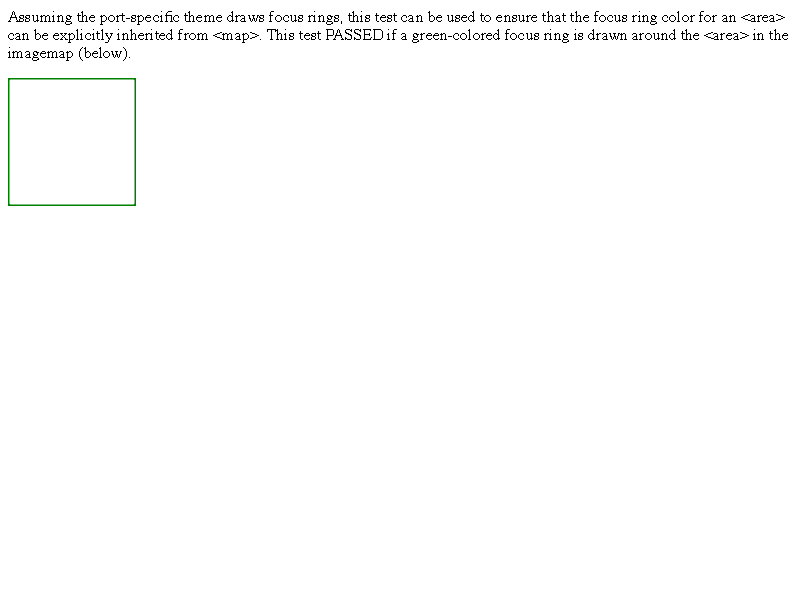 Assuming the port-specific theme draws focus rings, this test can be used to ensure that the focus ring color for an <area>
can be explicitly inherited from <map>. This test PASSED if a green-colored focus ring is drawn around the <area> in the
imagemap (below).